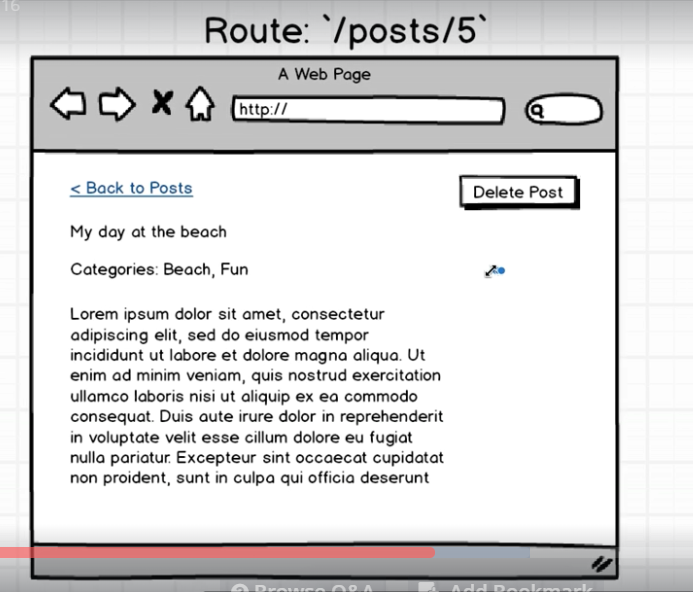 16
Route: `/posts/5`
A Web Page
http://
< Back to Posts
Delete Post
My day at the beach
Categories: Beach, Fun
Lorem ipsum dolor sit amet, consectetur
adipiscing elit, sed do eiusmod tempor
incididunt ut labore et dolore magna aliqua. Ut
enim ad minim veniam, quis nostrud exercitation
ullamco laboris nisi ut aliquip ex ea commodo
consequat. Duis aute irure dolor in reprehenderit
in voluptate velit esse cillum dolore eu fugiat
nulla pariatur. Excepteur sint occaecat cupidatat
non proident, sunt in culpa qui officia deserunt
Browse Q&A
Add Bookmark